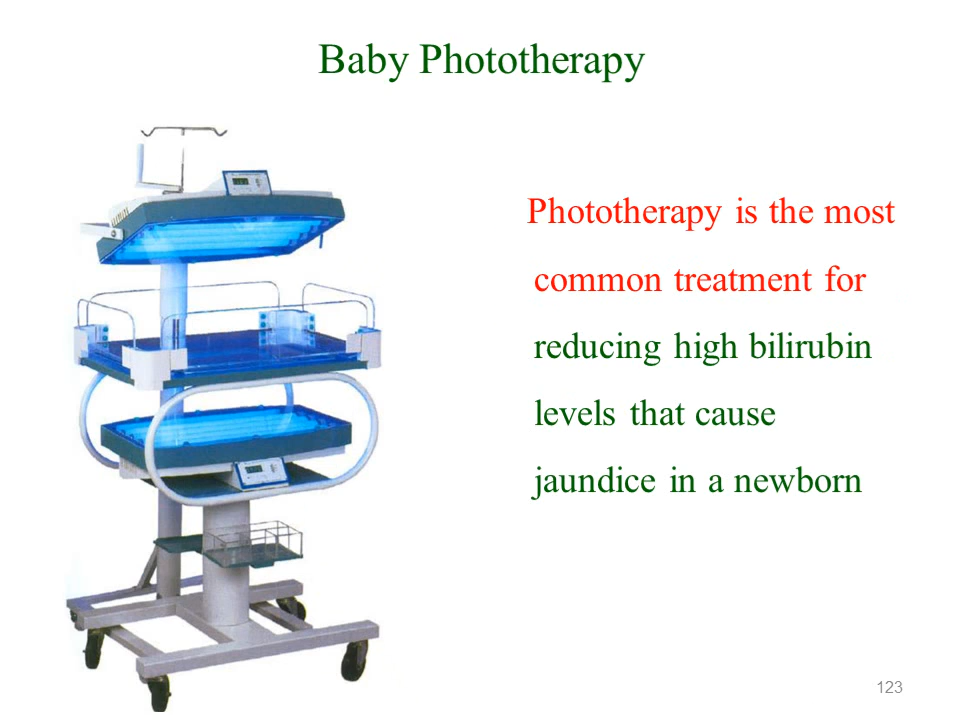 Baby Phototherapy
Phototherapy is the most
common treatment for
reducing high bilirubin
levels that cause
jaundice in a newborn
123